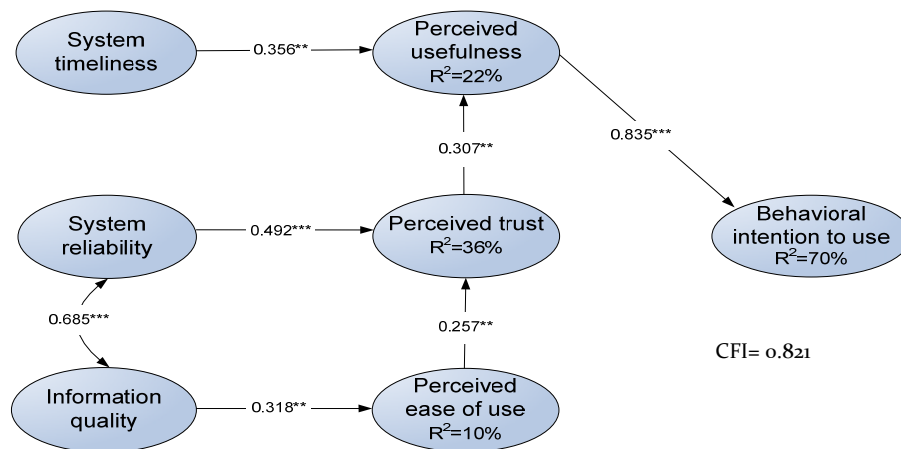 System
timeliness
0.356**
Perceived
usefulness
R²=22%
0.835***
0.307**
System
reliability
0.492***
Perceived trust
R²=36%
Behavioral
intention to use
R²=70%
0.685***
0.257**
CFI= 0.821
Information
quality
0.318**
Perceived
ease of use
R²=10%